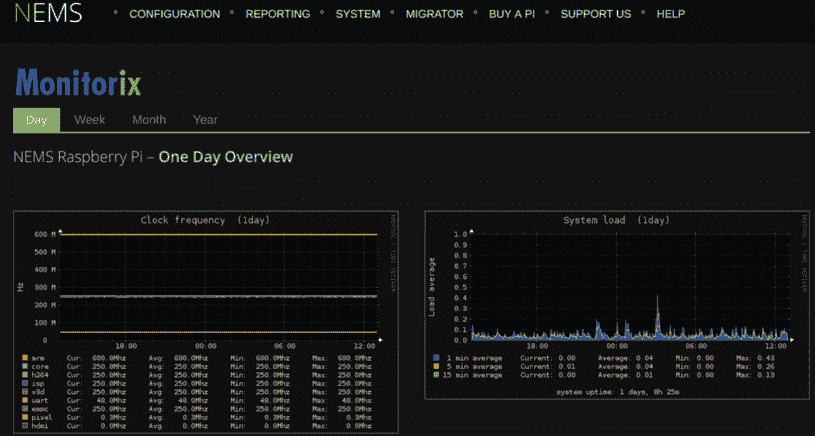 NEMS
CONFIGURATION REPORTING SYSTEM MIGRATOR BUY A PI SUPPORT US HELP
Monitorix
Day Week Month Year
NEMS Raspberry Pi – One Day Overview
Clock frequency (1day)
600 M
500 M
400 M
300 M
200 M
100 M
0
Hz
18:00 00:00 06:00 12:00
arm Cur: 600.0Mhz Avg: 600.0Mhz Min: 600.0Mhz Max: 600.0Mhz
core Cur: 250.0Mhz Avg: 250.0Mhz Min: 250.0Mhz Max: 250.0Mhz
h264 Cur: 250.0Mhz Avg: 250.0Mhz Min: 250.0Mhz Max: 250.0Mhz
isp Cur: 250.0Mhz Avg: 250.0Mhz Min: 250.0Mhz Max: 250.0Mhz
v3d Cur: 250.0Mhz Avg: 250.0Mhz Min: 250.0Mhz Max: 250.0Mhz
uart Cur: 48.0Mhz Avg: 48.0Mhz Min: 48.0Mhz Max: 48.0Mhz
emmc Cur: 250.0Mhz Avg: 250.0Mhz Min: 250.0Mhz Max: 250.0Mhz
pixel Cur: 0.3Mhz Avg: 0.3Mhz Min: 0.3Mhz Max: 0.3Mhz
hdmi Cur: 0.0Mhz Avg: 0.0Mhz Min: 0.0Mhz Max: 0.0Mhz
System load (1day)
1.0
0.9
0.8
0.7
0.6
0.5
0.4
0.3
0.2
0.1
0.0
Load average
18:00 00:00 06:00 12:00
1 min average Current: 0.00 Average: 0.04 Min: 0.00 Max: 0.43
5 min average Current: 0.01 Average: 0.04 Min: 0.00 Max: 0.26
15 min average Current: 0.00 Average: 0.01 Min: 0.00 Max: 0.13
system uptime: 1 days, 8h 25m